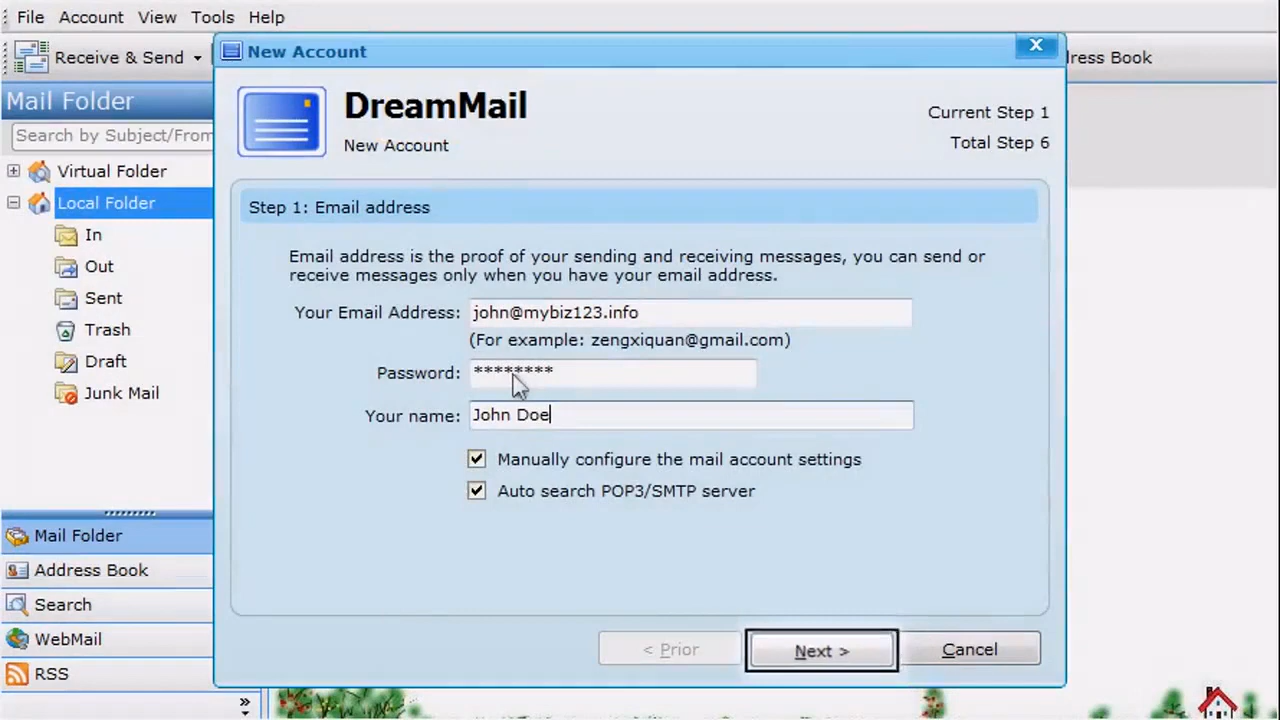 File Account View Tools Help
Receive & Send
ress Book
New Account
Mail Folder
Search by Subject/From
Virtual Folder
Local Folder
In
Out
Sent
Trash
Draft
Junk Mail
Mail Folder
Address Book
Search
WebMail
RSS
»
DreamMail
New Account
Current Step 1
Total Step 6
Step 1: Email address
Email address is the proof of your sending and receiving messages, you can send or
receive messages only when you have your email address.
Your Email Address: john@mybiz123.info
(For example: zengxiquan@gmail.com)
Password: ********
Your name: John Doe
Manually configure the mail account settings
Auto search POP3/SMTP server
< Prior Next > Cancel